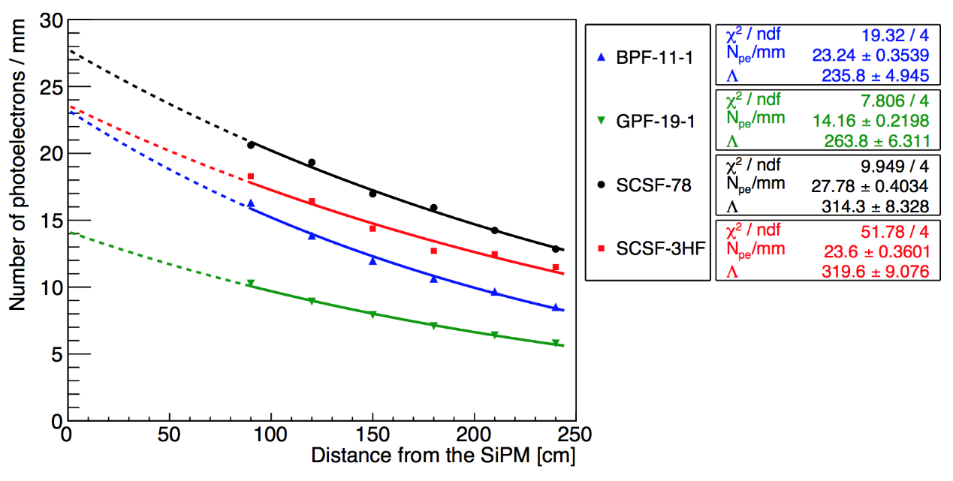 30
25
20
15
10
5
0
0 50 100 150 200 250
Number of photoelectrons / mm
Distance from the SiPM [cm]
BPF-11-1
GPF-19-1
SCSF-78
SCSF-3HF
χ² / ndf 19.32 / 4
Npe/mm 23.24 ± 0.3539
Λ 235.8 ± 4.945
χ² / ndf 7.806 / 4
Npe/mm 14.16 ± 0.2198
Λ 263.8 ± 6.311
χ² / ndf 9.949 / 4
Npe/mm 27.78 ± 0.4034
Λ 314.3 ± 8.328
χ² / ndf 51.78 / 4
Npe/mm 23.6 ± 0.3601
Λ 319.6 ± 9.076